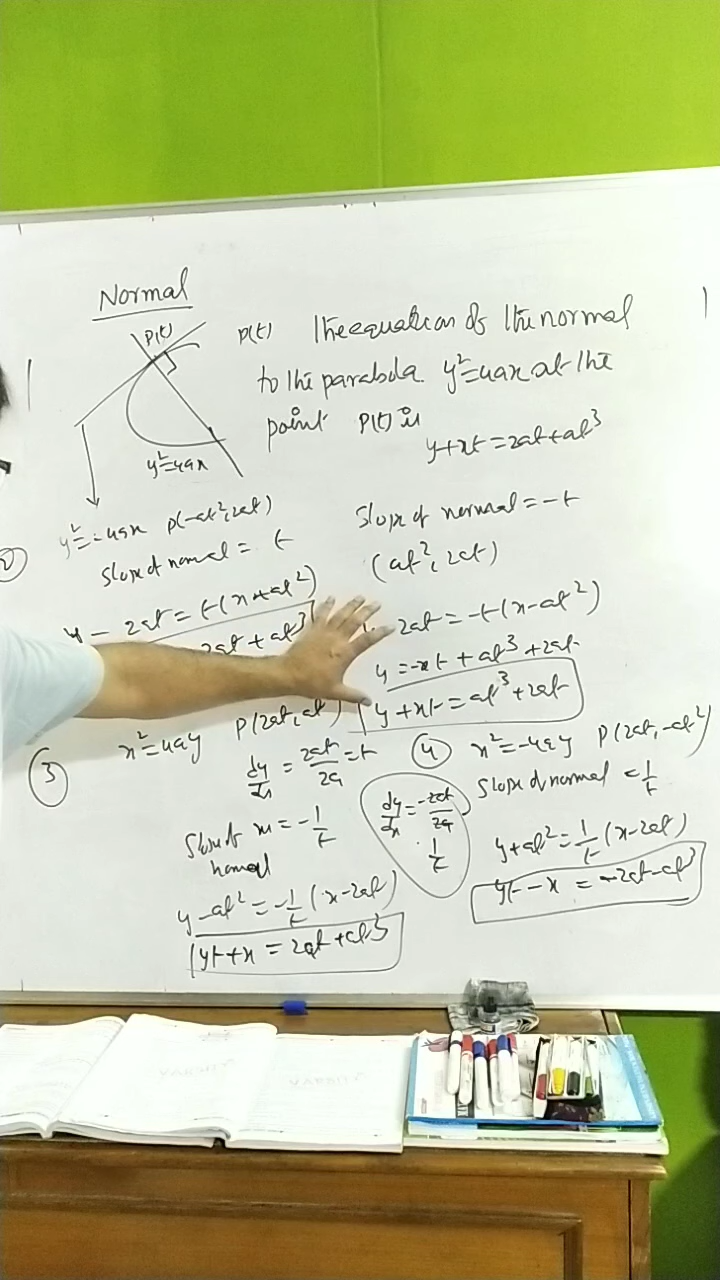 Normal
P(t)
y²=4ax
P(t) The equation of the normal
to the parabola y²=4ax at the
point P(t) is
y+xt = 2at+at³
Slope of normal = -t
(at², 2at)
-2at = -t(x-at²)
y = -xt + at³ + 2at
y+xt = at³+2at
②
y²=-4ax P(-at², 2at)
Slope of normal = t
y - 2at = t(x+at²)
2at + at³
③
x²=4ay P(2at, at²)
dy/dx = 2at/2a = t
Slope of m = -1/t
normal
y-at² = -1/t (x-2at)
yt+x = 2at+at³
④ x²=-4ay P(2at, -at²)
Slope of normal = 1/t
dy/dx = -2at/2a
1/t
y+at² = 1/t (x-2at)
yt-x = -2at-at³